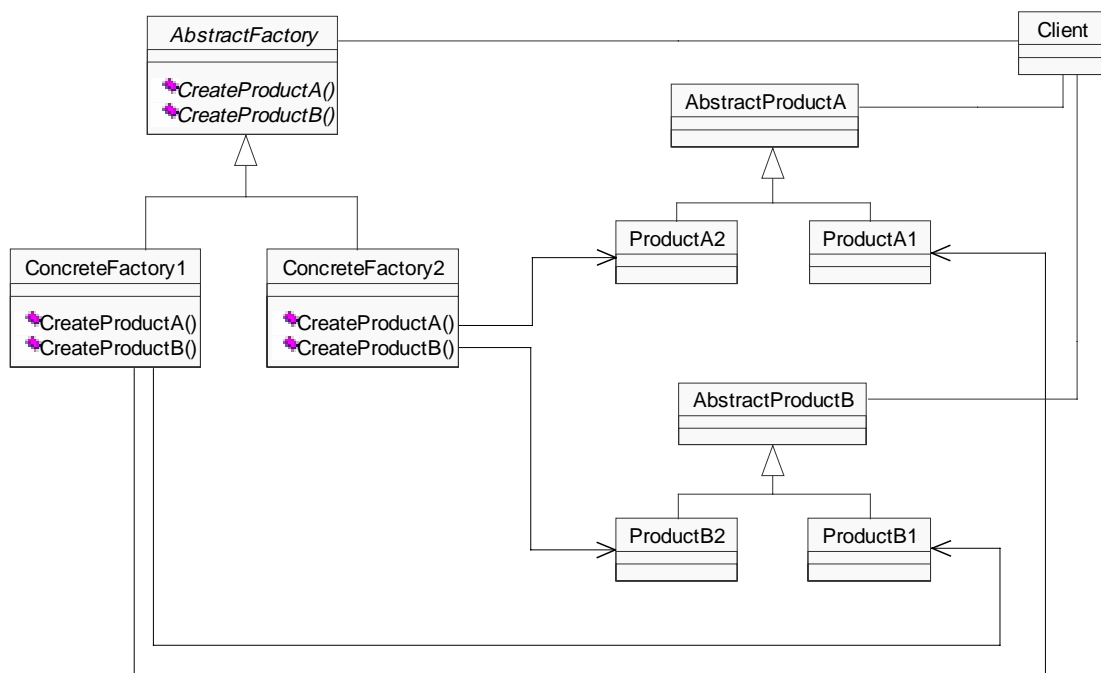 AbstractFactory
CreateProductA()
CreateProductB()
Client
AbstractProductA
ProductA2
ProductA1
ConcreteFactory1
CreateProductA()
CreateProductB()
ConcreteFactory2
CreateProductA()
CreateProductB()
AbstractProductB
ProductB2
ProductB1